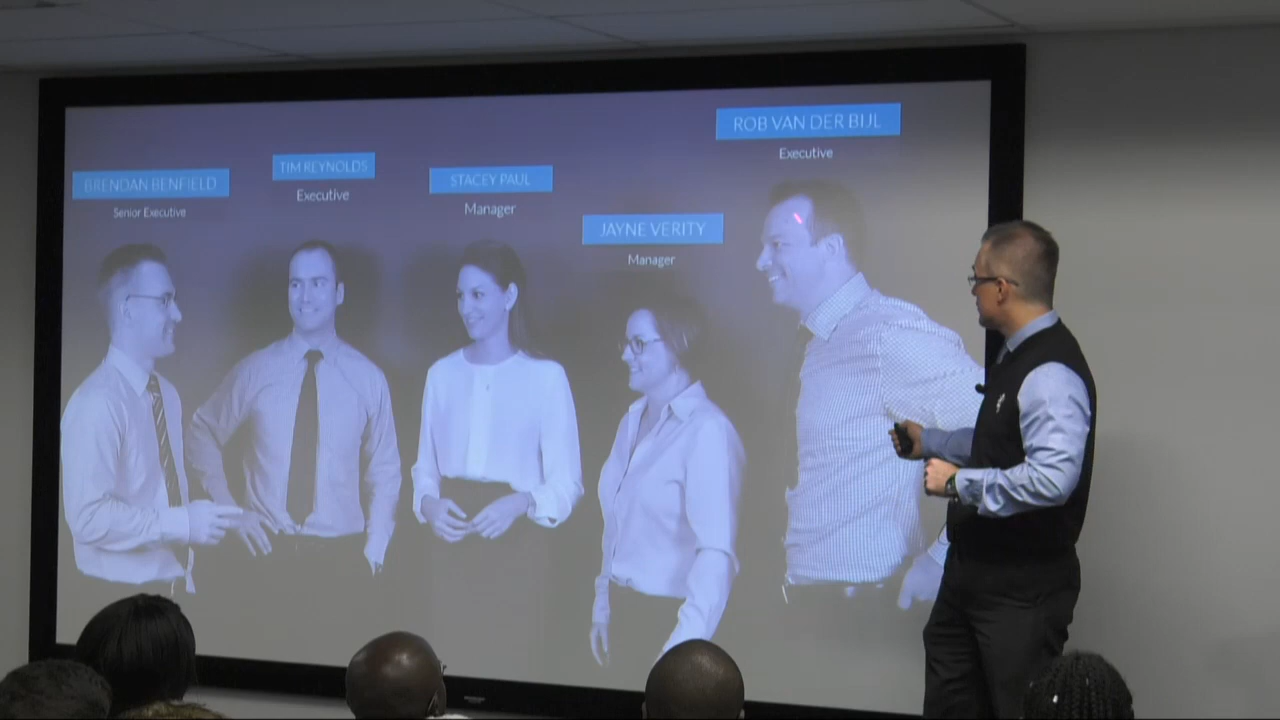 BRENDAN BENFIELD
Senior Executive
TIM REYNOLDS
Executive
STACEY PAUL
Manager
JAYNE VERITY
Manager
ROB VAN DER BIJL
Executive